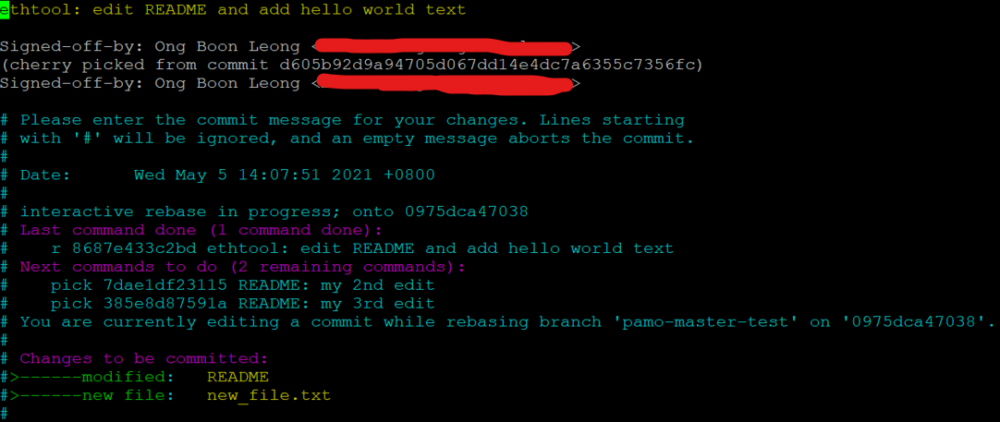 ethtool: edit README and add hello world text
Signed-off-by: Ong Boon Leong < >
(cherry picked from commit d605b92d9a94705d067dd14e4dc7a6355c7356fc)
Signed-off-by: Ong Boon Leong < >
# Please enter the commit message for your changes. Lines starting
# with '#' will be ignored, and an empty message aborts the commit.
#
# Date:      Wed May 5 14:07:51 2021 +0800
#
# interactive rebase in progress; onto 0975dca47038
# Last command done (1 command done):
#    r 8687e433c2bd ethtool: edit README and add hello world text
# Next commands to do (2 remaining commands):
#    pick 7dae1df23115 README: my 2nd edit
#    pick 385e8d87591a README: my 3rd edit
# You are currently editing a commit while rebasing branch 'pamo-master-test' on '0975dca47038'.
#
# Changes to be committed:
#>------modified:   README
#>------new file:   new_file.txt
#